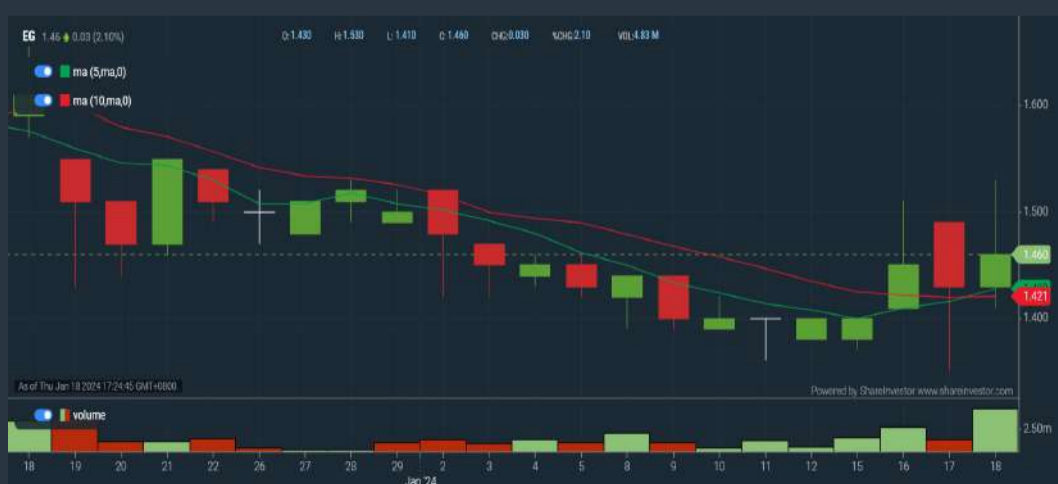 EG 1.46 0.03 (2.10%) O:1.430 H:1.530 L:1.410 C:1.460 CHG:0.030 %CHG:2.10 VOL:4.83 M
ma (5,ma,0)
ma (10,ma,0)
1.600
1.500
1.460
1.421
1.400
As of Thu Jan 18 2024 17:24:45 GMT+0800
Powered by ShareInvestor www.shareinvestor.com
volume
2.50m
18 19 20 21 22 26 27 28 29 2 3 4 5 8 9 10 11 12 15 16 17 18
Jan '24